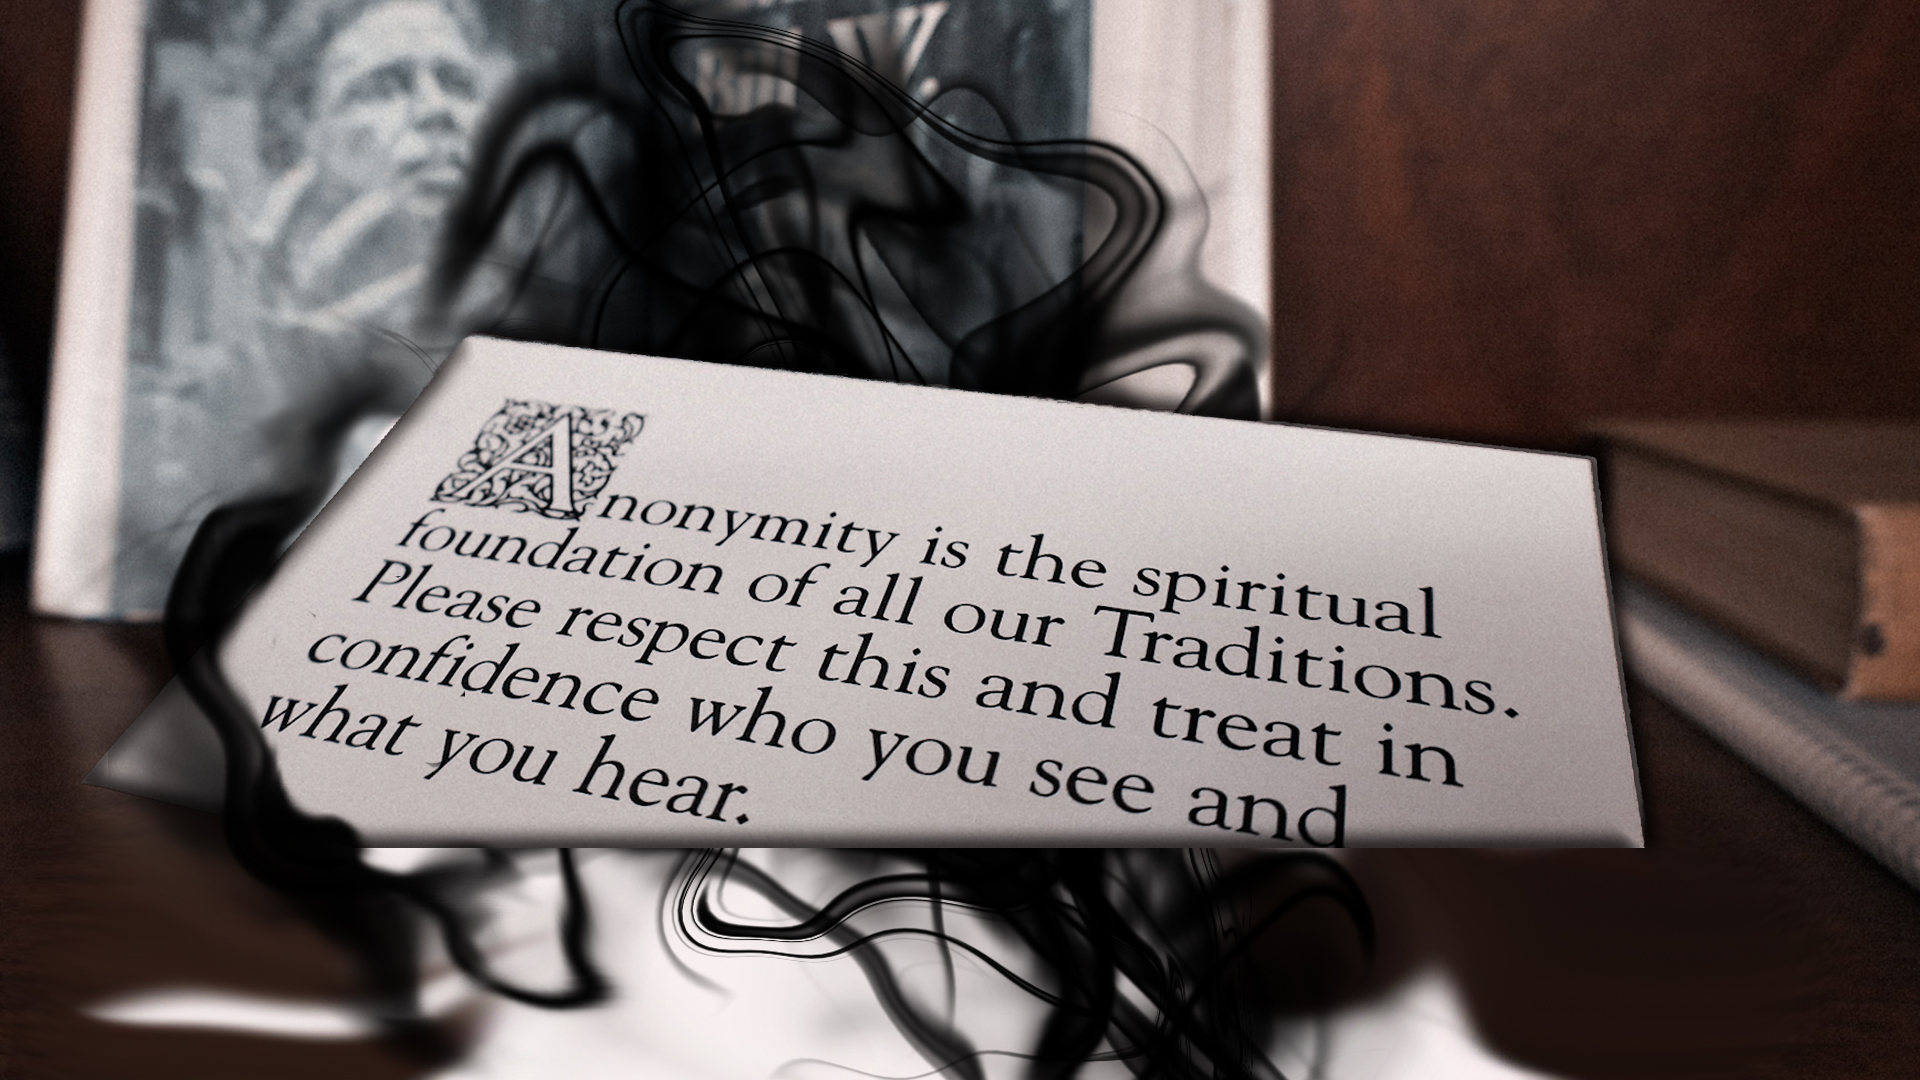 Bill W.
Anonymity is the spiritual
foundation of all our Traditions.
Please respect this and treat in
confidence who you see and
what you hear.